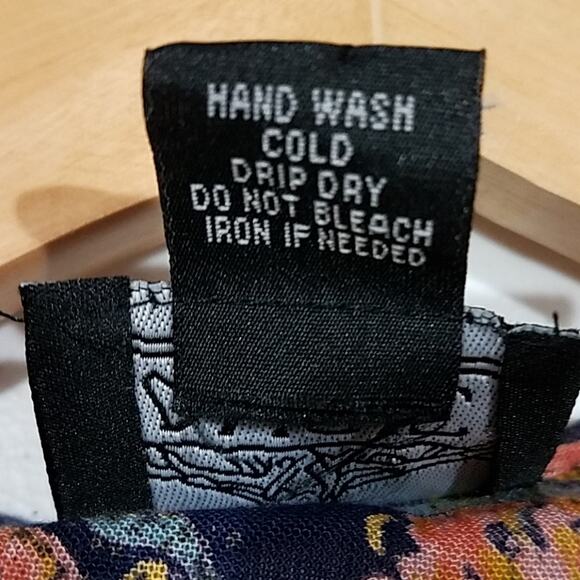 HAND WASH
COLD
DRIP DRY
DO NOT BLEACH
IRON IF NEEDED